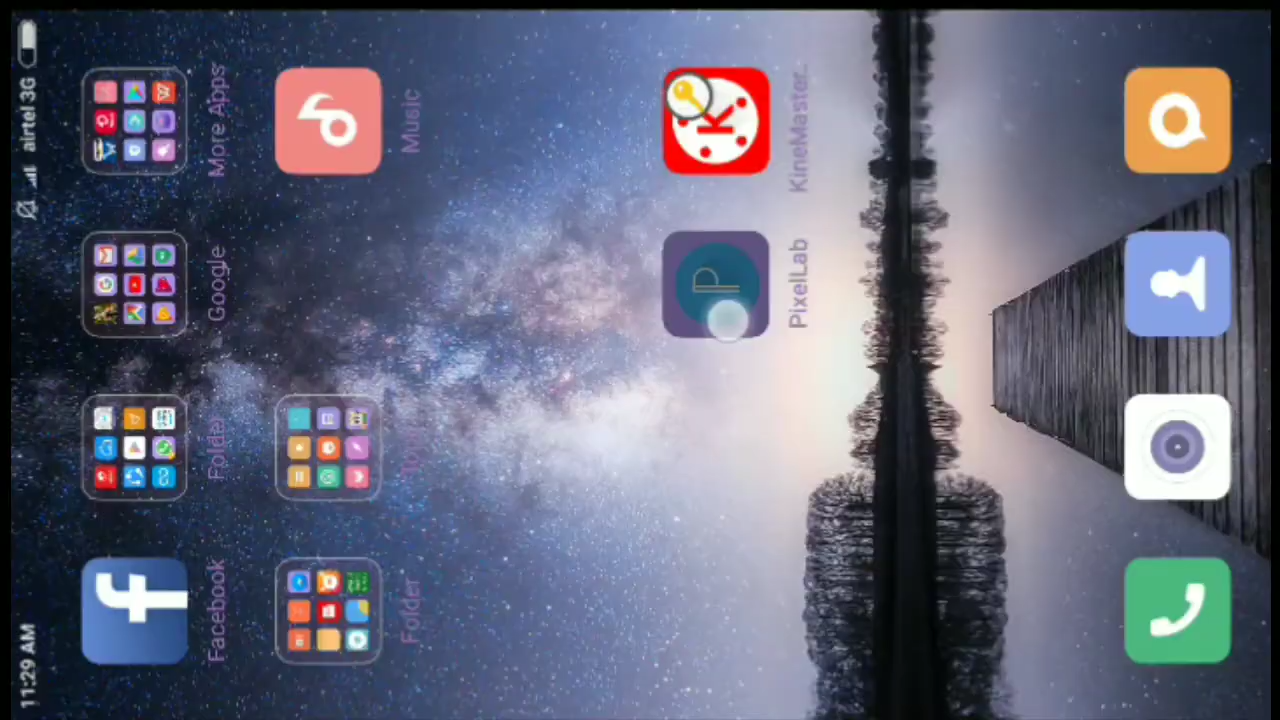 11:29 AM
airtel 3G
Facebook
Folder
Google
More Apps
Folder
Music
PixelLab
KineMaster..